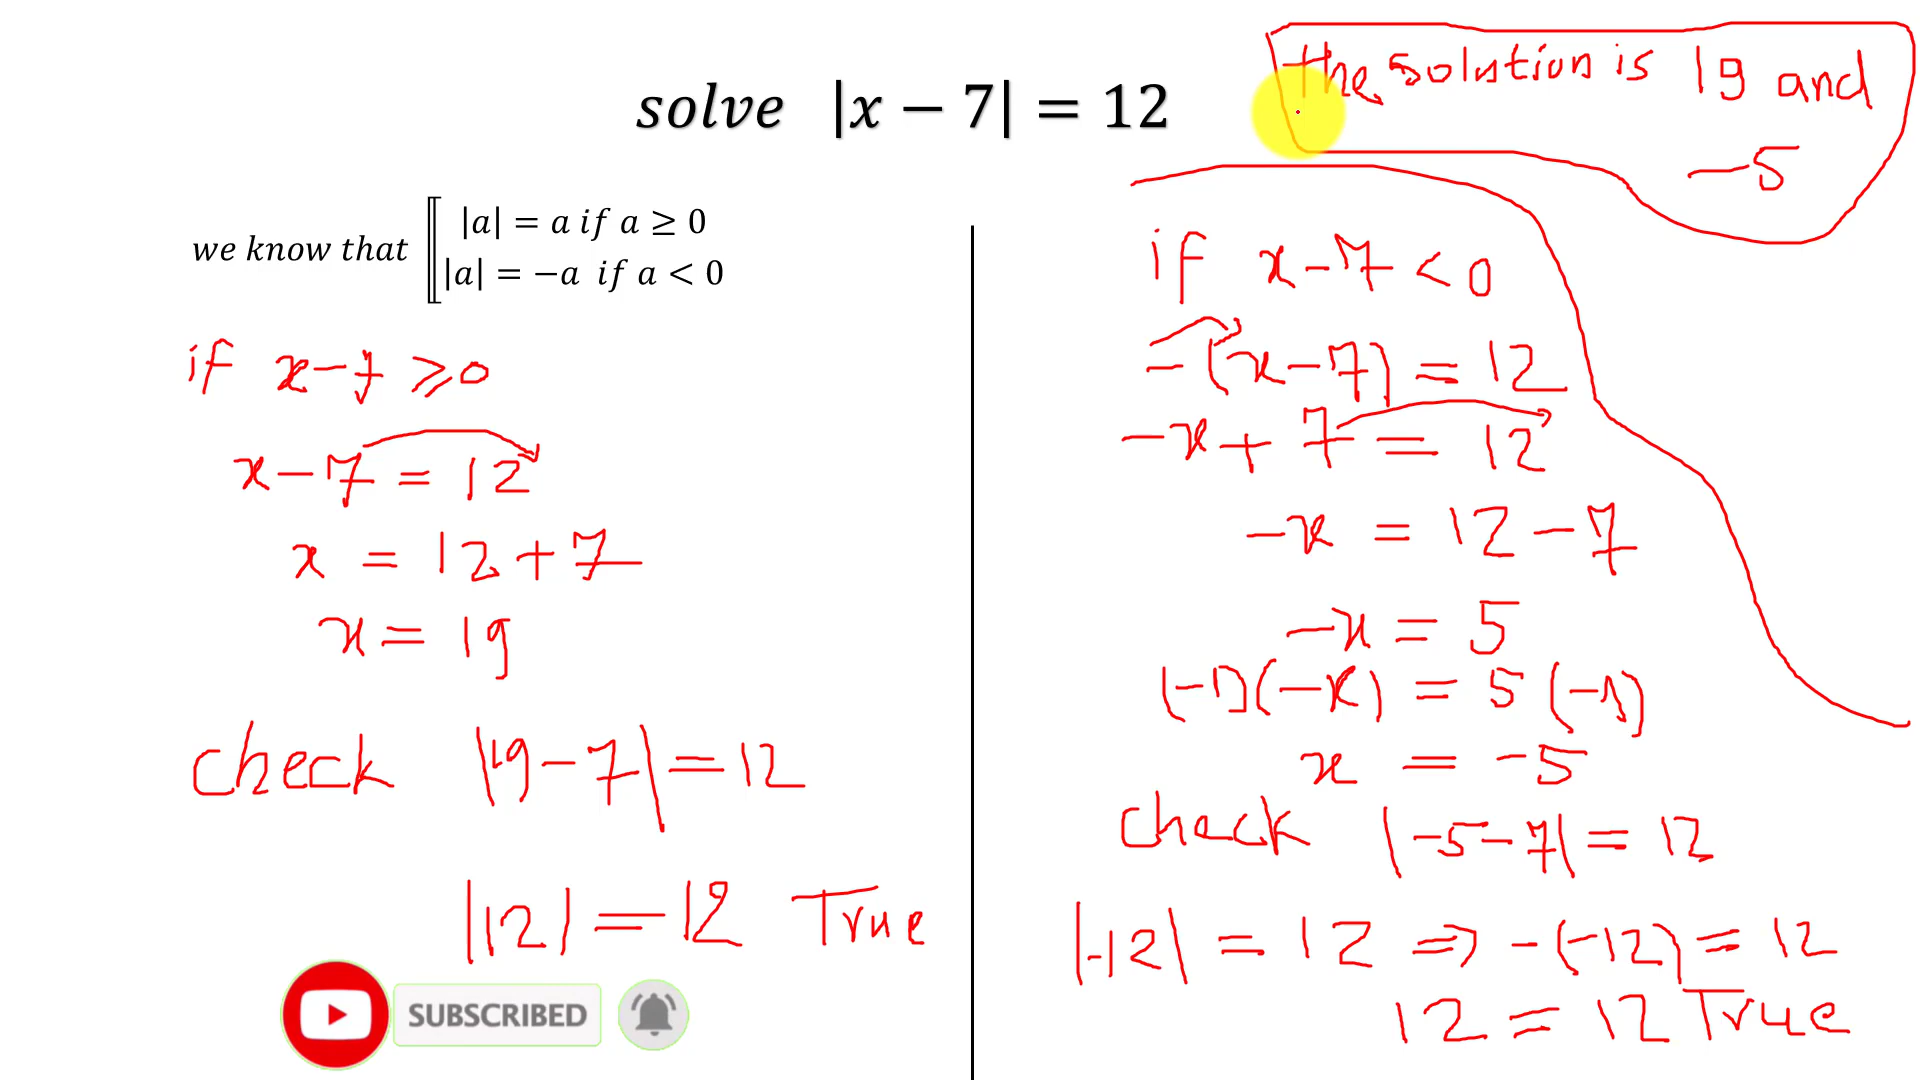 solve |x − 7| = 12
the solution is 19 and
−5
we know that
|a| = a if a ≥ 0
|a| = −a if a < 0
if x − 7 ≥ 0
x − 7 = 12
x = 12 + 7
x = 19
check |19 − 7| = 12
|12| = 12 True
if x − 7 < 0
−(x − 7) = 12
−x + 7 = 12
−x = 12 − 7
−x = 5
(−1)(−x) = 5(−1)
x = −5
check |−5 − 7| = 12
|−12| = 12 ⇒ −(−12) = 12
12 = 12 True
SUBSCRIBED